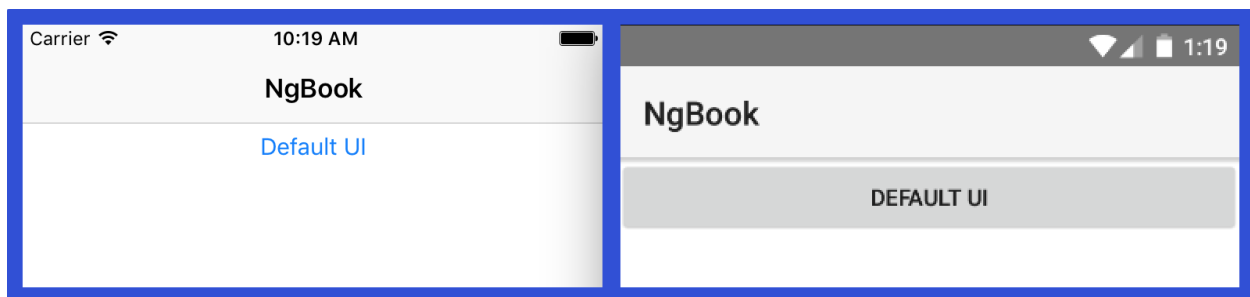 Carrier 10:19 AM
NgBook
Default UI
1:19
NgBook
DEFAULT UI